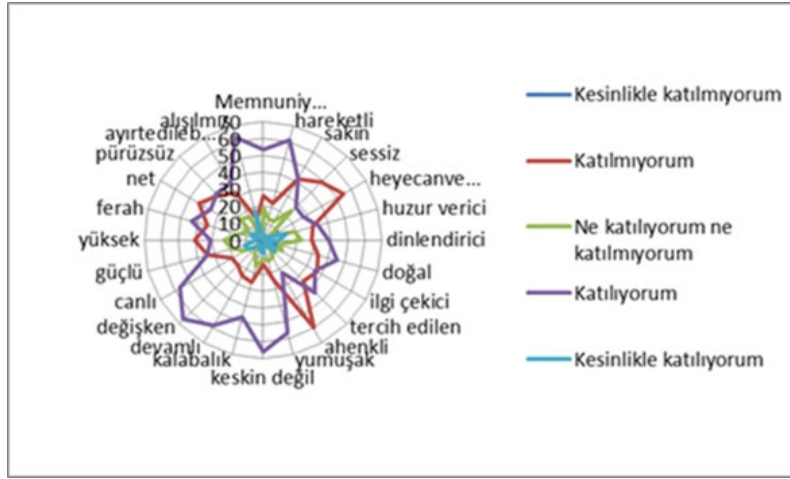 Memnuniy...
hareketli
sakin
sessiz
heyecanve...
huzur verici
dinlendirici
doğal
ilgi çekici
tercih edilen
ahenkli
yumuşak
keskin değil
kalabalık
devamlı
değişken
canlı
güçlü
yüksek
ferah
net
pürüzsüz
ayırtedileb...
alışılmış
70
60
50
40
30
20
10
0
Kesinlikle katılmıyorum
Katılmıyorum
Ne katılıyorum ne
katılmıyorum
Katılıyorum
Kesinlikle katılıyorum